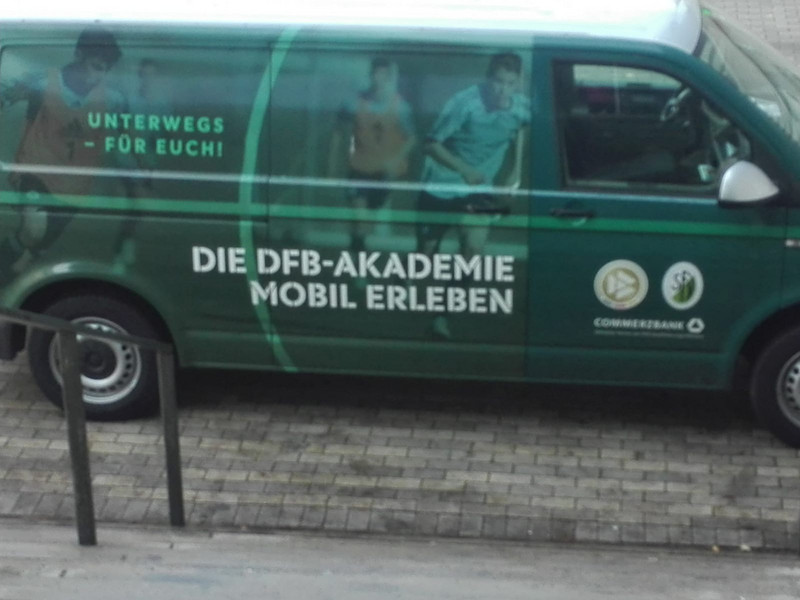 UNTERWEGS
– FÜR EUCH!
DIE DFB-AKADEMIE
MOBIL ERLEBEN
COMMERZBANK